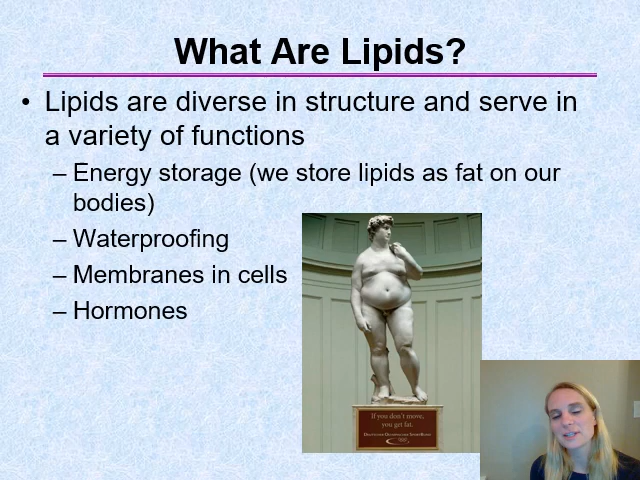 What Are Lipids?
• Lipids are diverse in structure and serve in
a variety of functions
– Energy storage (we store lipids as fat on our
bodies)
– Waterproofing
– Membranes in cells
– Hormones
If you don't move,
you get fat.